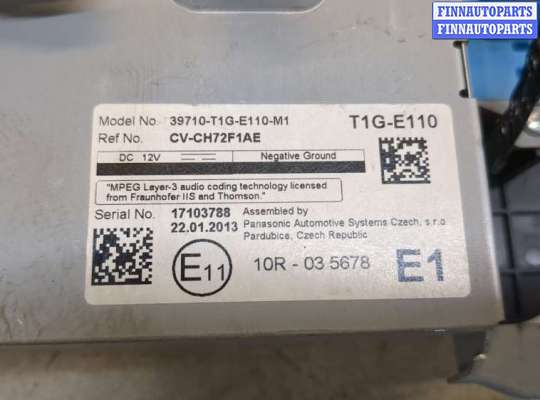 FINNAUTOPARTS
FINNAUTOPARTS
Model No. 39710-T1G-E110-M1 T1G-E110
Ref No. CV-CH72F1AE
DC 12V Negative Ground
"MPEG Layer-3 audio coding technology licensed
from Fraunhofer IIS and Thomson."
Serial No. 17103788 Assembled by
22.01.2013 Panasonic Automotive Systems Czech, s.r.o
Pardubice, Czech Republic
E11 10R - 03 5678 E1